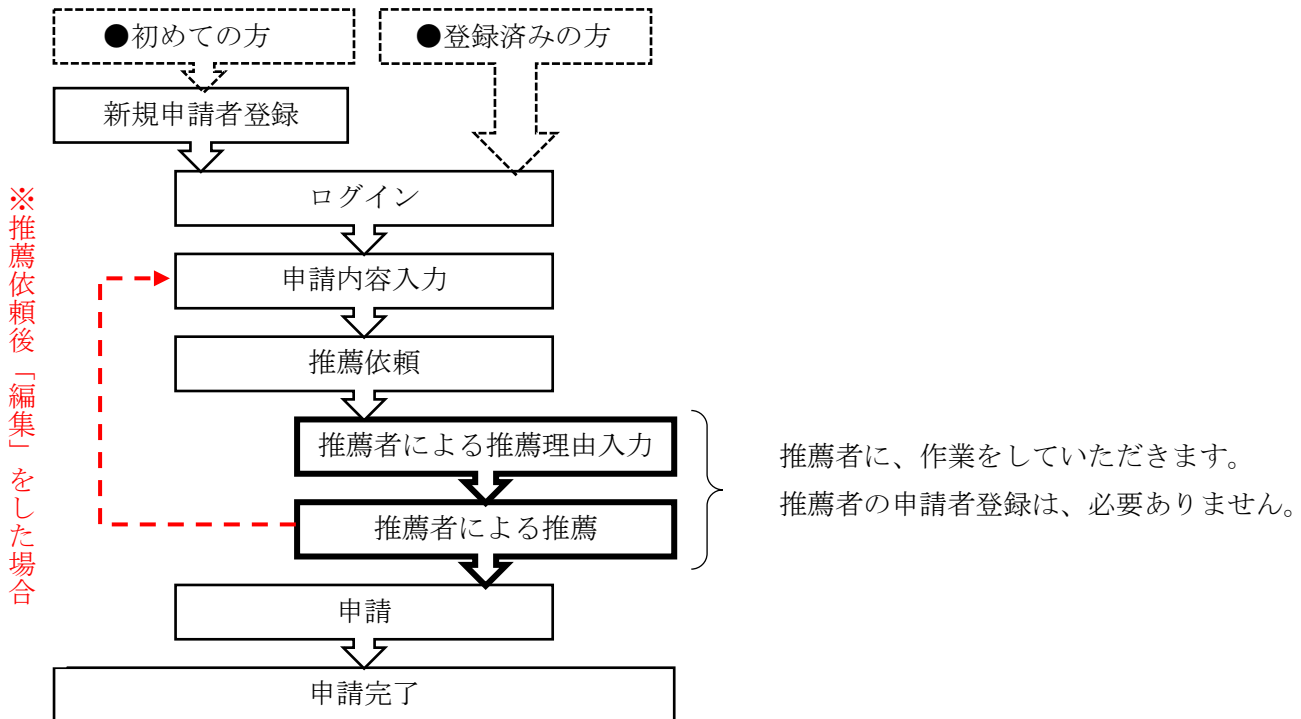 ●初めての方
●登録済みの方
新規申請者登録
ログイン
申請内容入力
推薦依頼
推薦者による推薦理由入力
推薦者による推薦
申請
申請完了
※推薦依頼後「編集」をした場合
推薦者に、作業をしていただきます。
推薦者の申請者登録は、必要ありません。